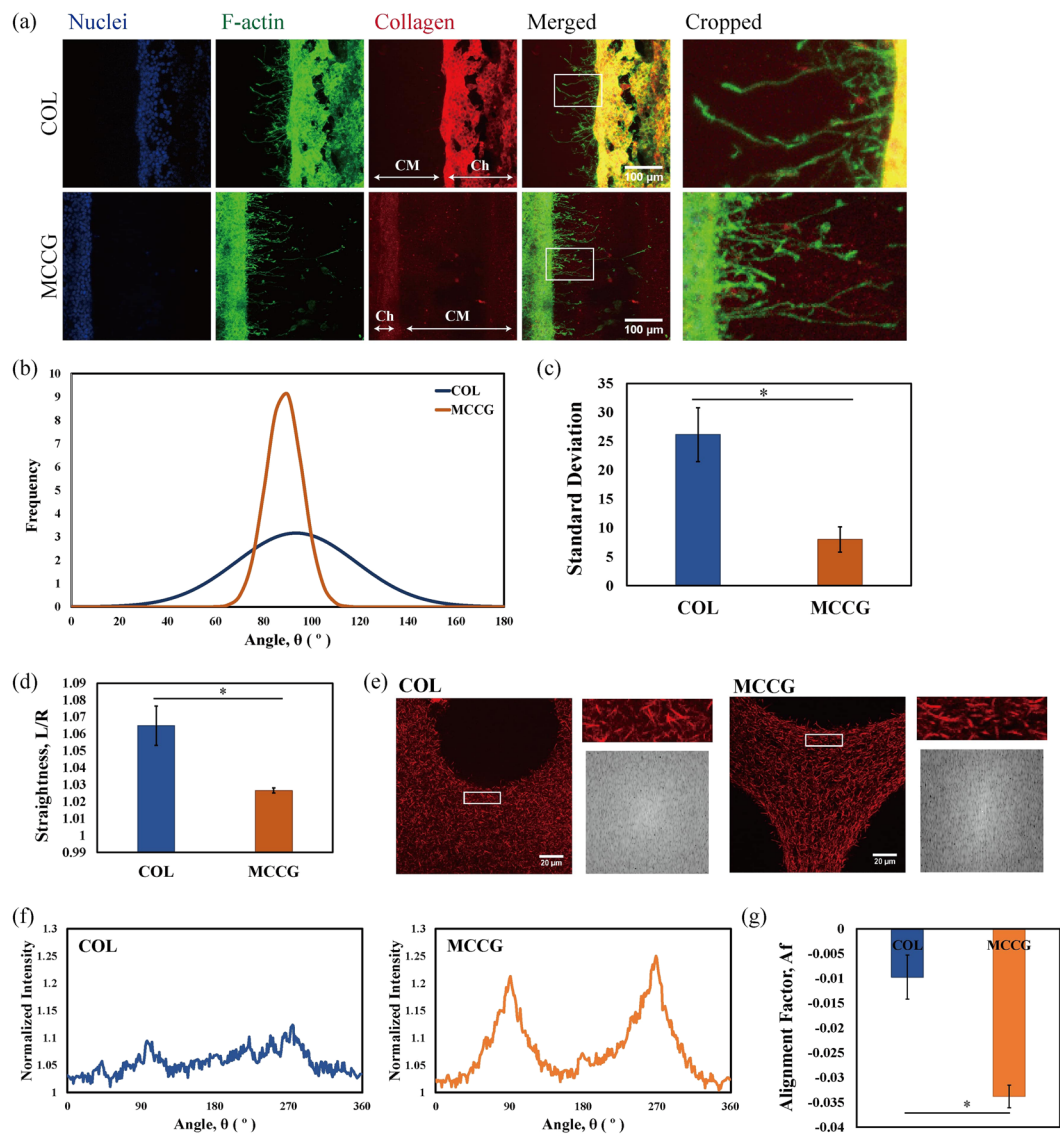 (a)
Nuclei F-actin Collagen Merged Cropped
COL
CM Ch
100 µm
MCCG
Ch CM
100 µm
(b)
10
9
8
7
6
5
4
3
2
1
0
Frequency
COL
MCCG
0 20 40 60 80 100 120 140 160 180
Angle, θ ( º )
(c)
35
30
25
20
15
10
5
0
Standard Deviation
*
COL MCCG
(d)
1.09
1.08
1.07
1.06
1.05
1.04
1.03
1.02
1.01
1
0.99
Straightness, L/R
*
COL MCCG
(e)
COL
20 µm
MCCG
20 µm
(f)
1.3
1.25
1.2
1.15
1.1
1.05
1
Normalized Intensity
COL
0 90 180 270 360
Angle, θ ( º )
1.3
1.25
1.2
1.15
1.1
1.05
1
Normalized Intensity
MCCG
0 90 180 270 360
Angle, θ ( º )
(g)
0
-0.005
-0.01
-0.015
-0.02
-0.025
-0.03
-0.035
-0.04
Alignment Factor, Af
COL MCCG
*